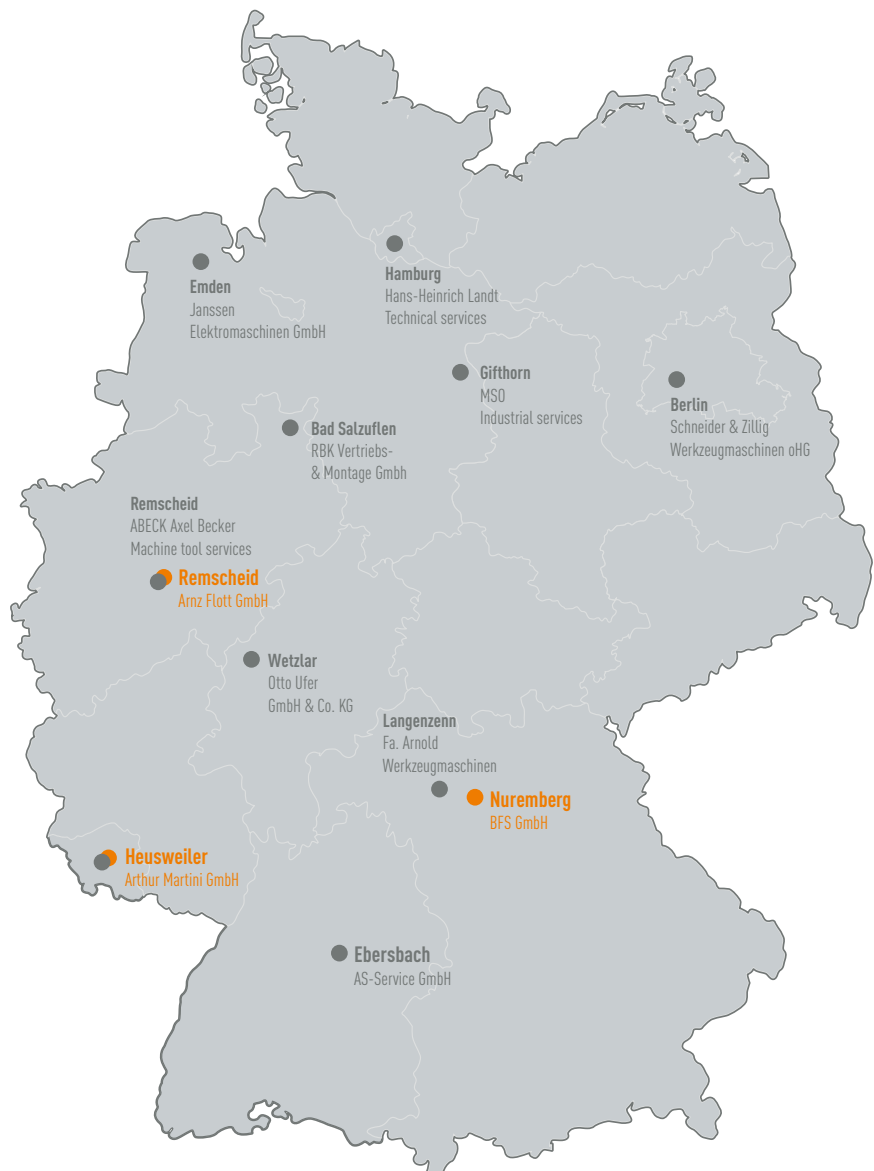 Emden
Janssen
Elektromaschinen GmbH
Hamburg
Hans-Heinrich Landt
Technical services
Gifthorn
MSO
Industrial services
Berlin
Schneider & Zillig
Werkzeugmaschinen oHG
Bad Salzuflen
RBK Vertriebs-
& Montage Gmbh
Remscheid
ABECK Axel Becker
Machine tool services
Remscheid
Arnz Flott GmbH
Wetzlar
Otto Ufer
GmbH & Co. KG
Langenzenn
Fa. Arnold
Werkzeugmaschinen
Nuremberg
BFS GmbH
Heusweiler
Arthur Martini GmbH
Ebersbach
AS-Service GmbH